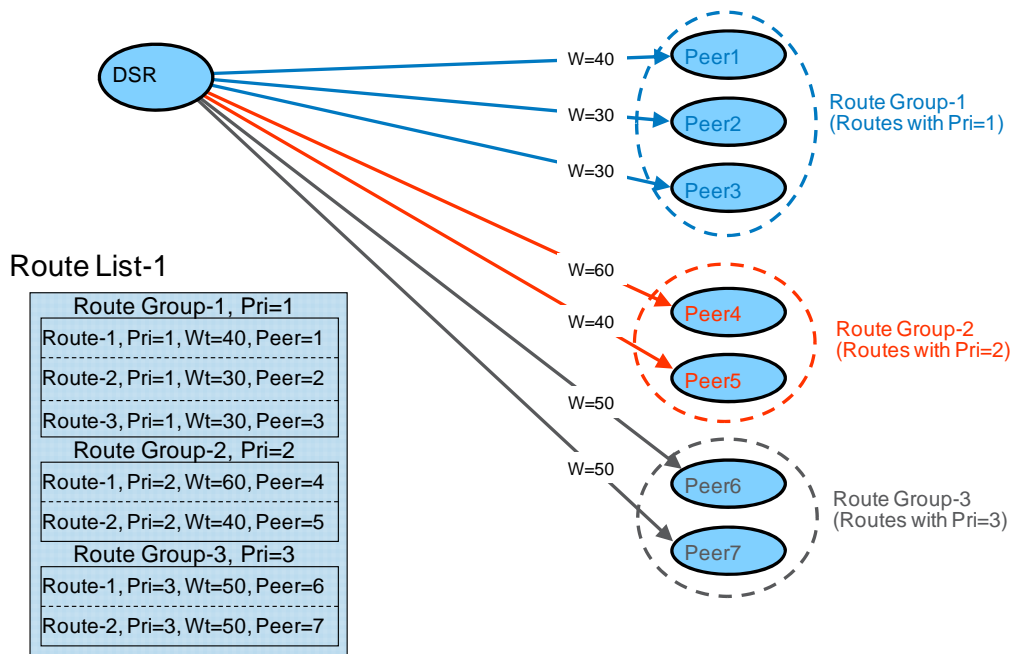 DSR
W=40
W=30
W=30
W=60
W=40
W=50
W=50
Peer1
Peer2
Peer3
Route Group-1
(Routes with Pri=1)
Peer4
Peer5
Route Group-2
(Routes with Pri=2)
Peer6
Peer7
Route Group-3
(Routes with Pri=3)
Route List-1
Route Group-1, Pri=1
Route-1, Pri=1, Wt=40, Peer=1
Route-2, Pri=1, Wt=30, Peer=2
Route-3, Pri=1, Wt=30, Peer=3
Route Group-2, Pri=2
Route-1, Pri=2, Wt=60, Peer=4
Route-2, Pri=2, Wt=40, Peer=5
Route Group-3, Pri=3
Route-1, Pri=3, Wt=50, Peer=6
Route-2, Pri=3, Wt=50, Peer=7